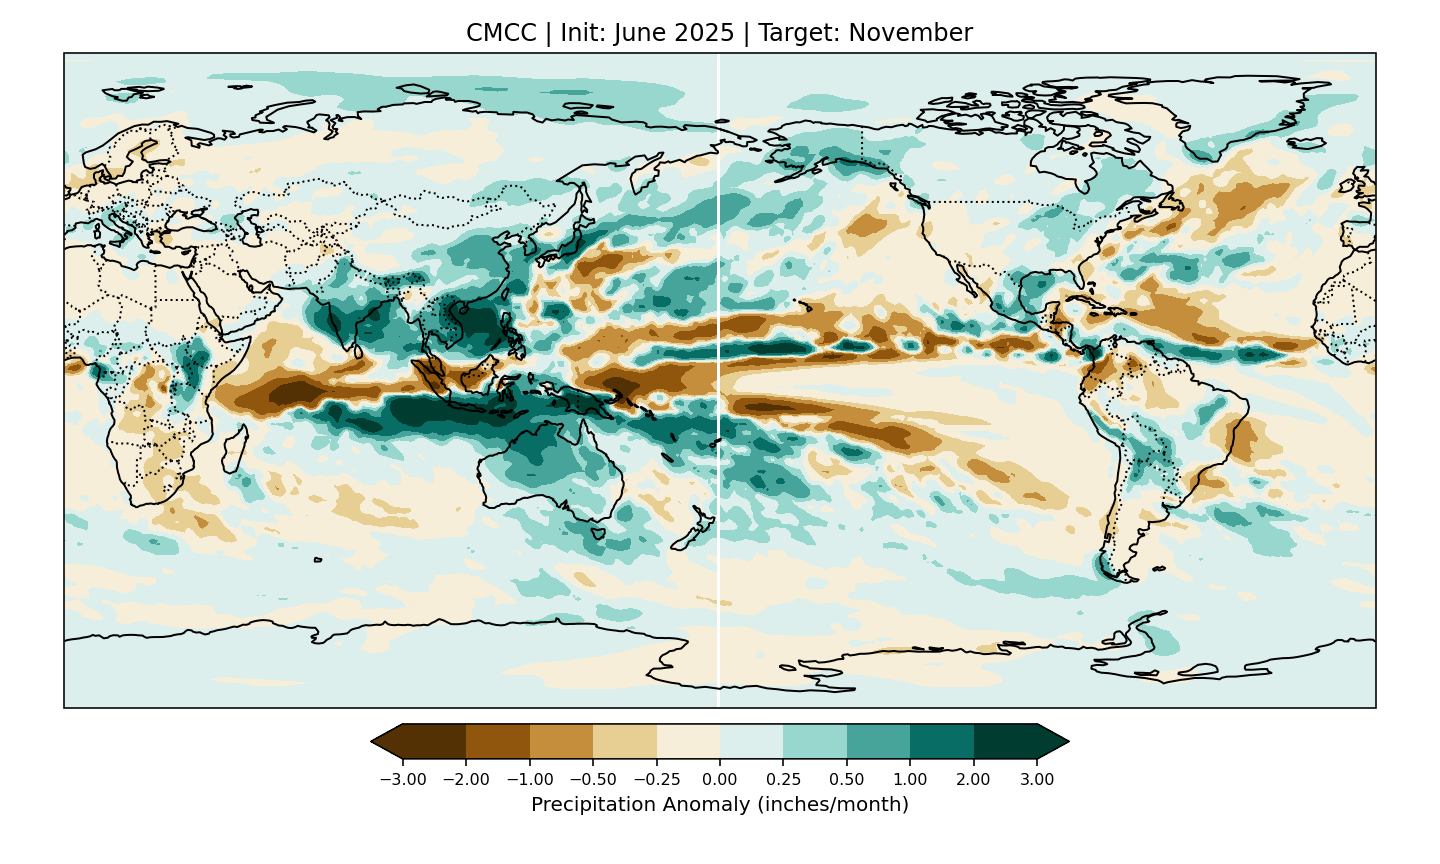 CMCC | Init: June 2025 | Target: November
−3.00 −2.00 −1.00 −0.50 −0.25 0.00 0.25 0.50 1.00 2.00 3.00
Precipitation Anomaly (inches/month)